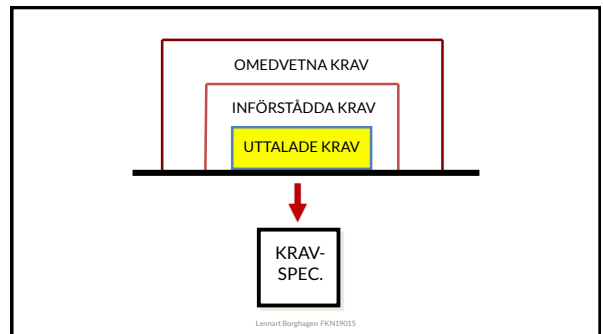 OMEDVETNA KRAV
INFÖRSTÅDDA KRAV
UTTALADE KRAV
KRAV-
SPEC.
Lennart Borghagen FKN19015